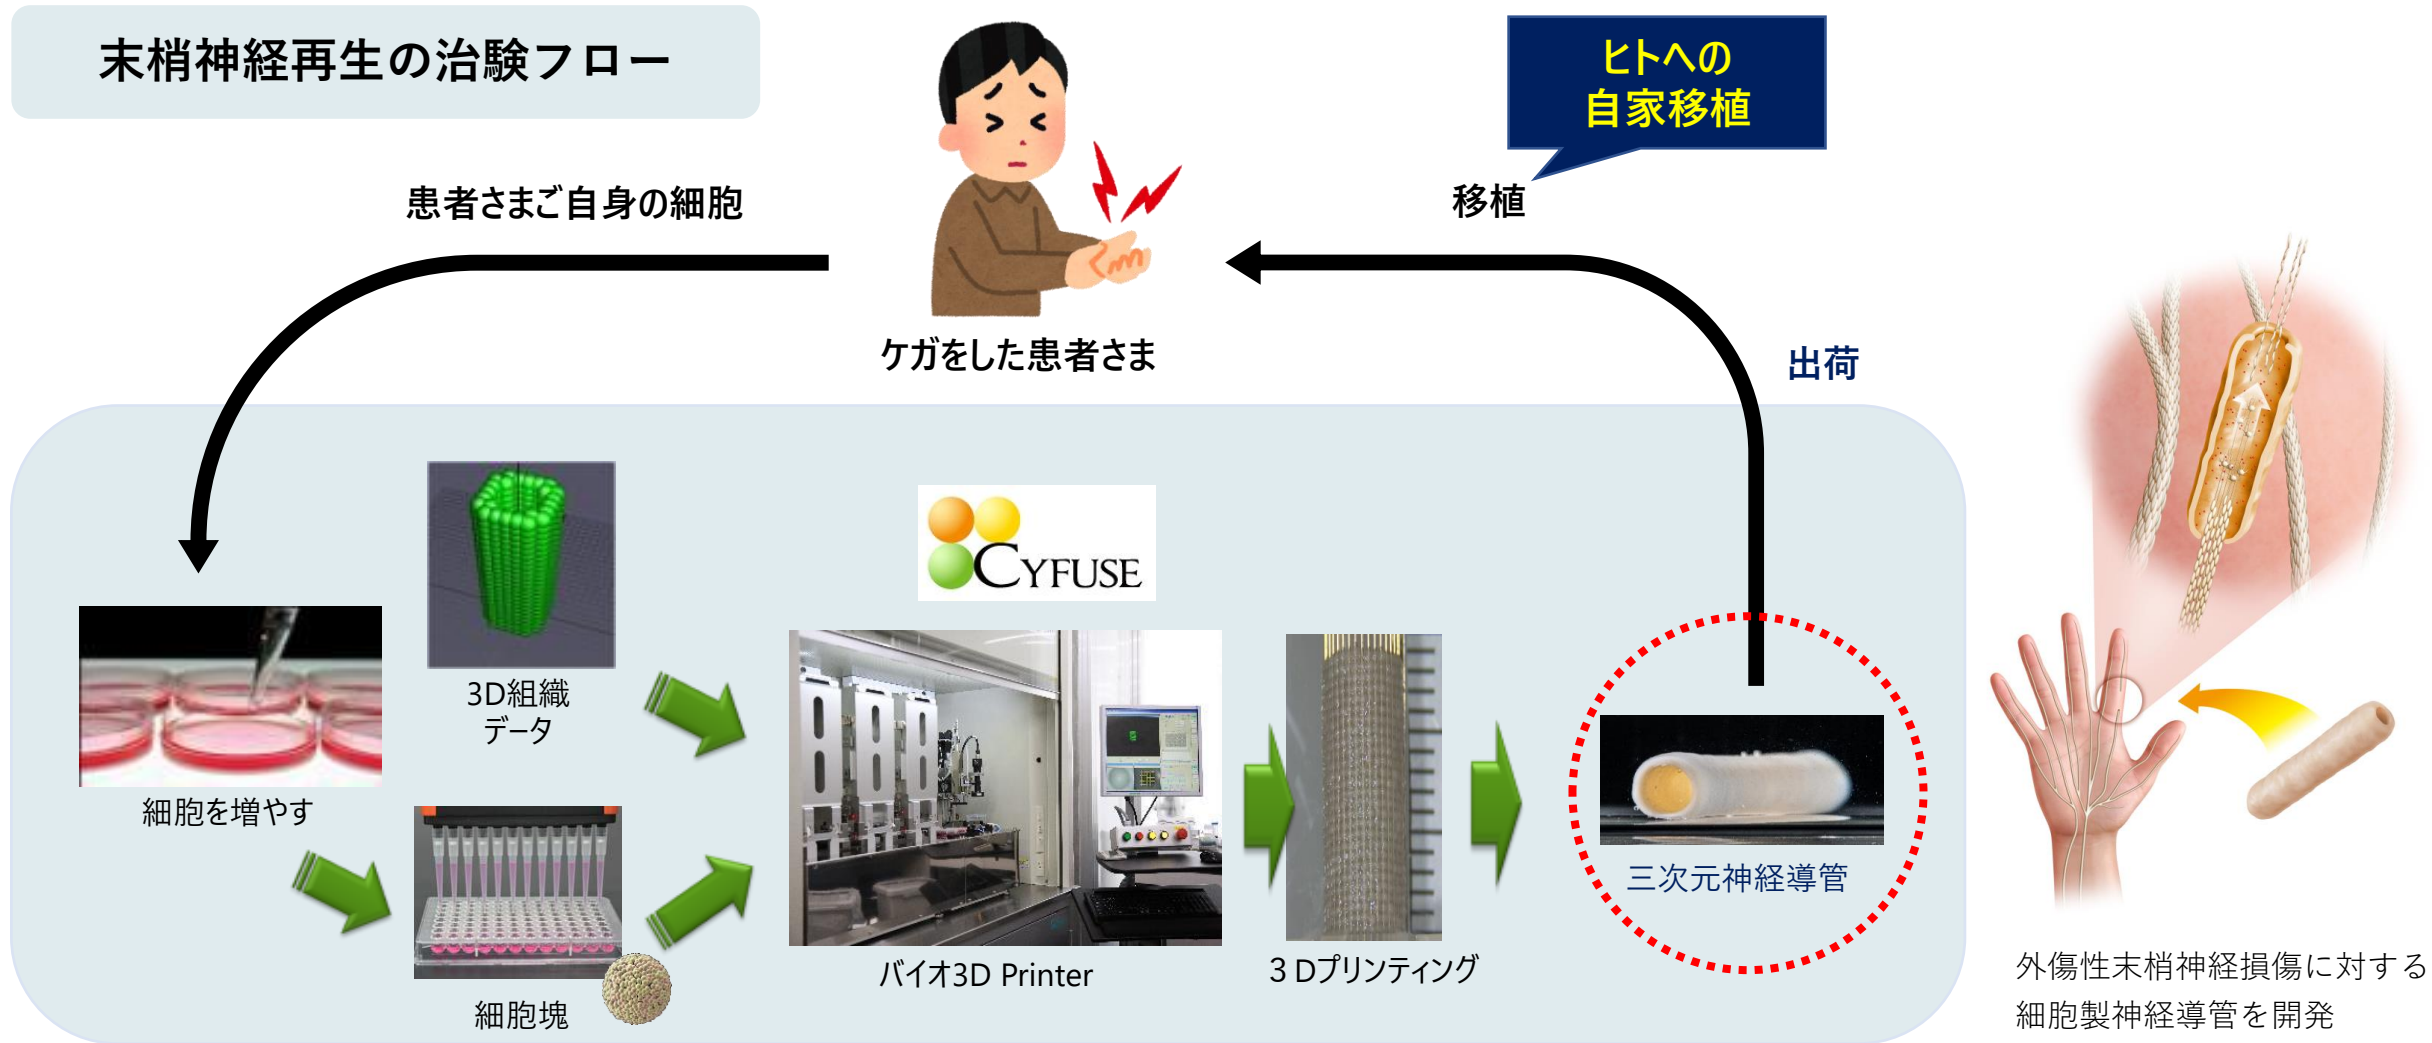 末梢神経再生の治験フロー
ヒトへの
自家移植
患者さまご自身の細胞
移植
ケガをした患者さま
出荷
CYFUSE
3D組織
データ
細胞を増やす
細胞塊
バイオ3D Printer
３Dプリンティング
三次元神経導管
外傷性末梢神経損傷に対する
細胞製神経導管を開発